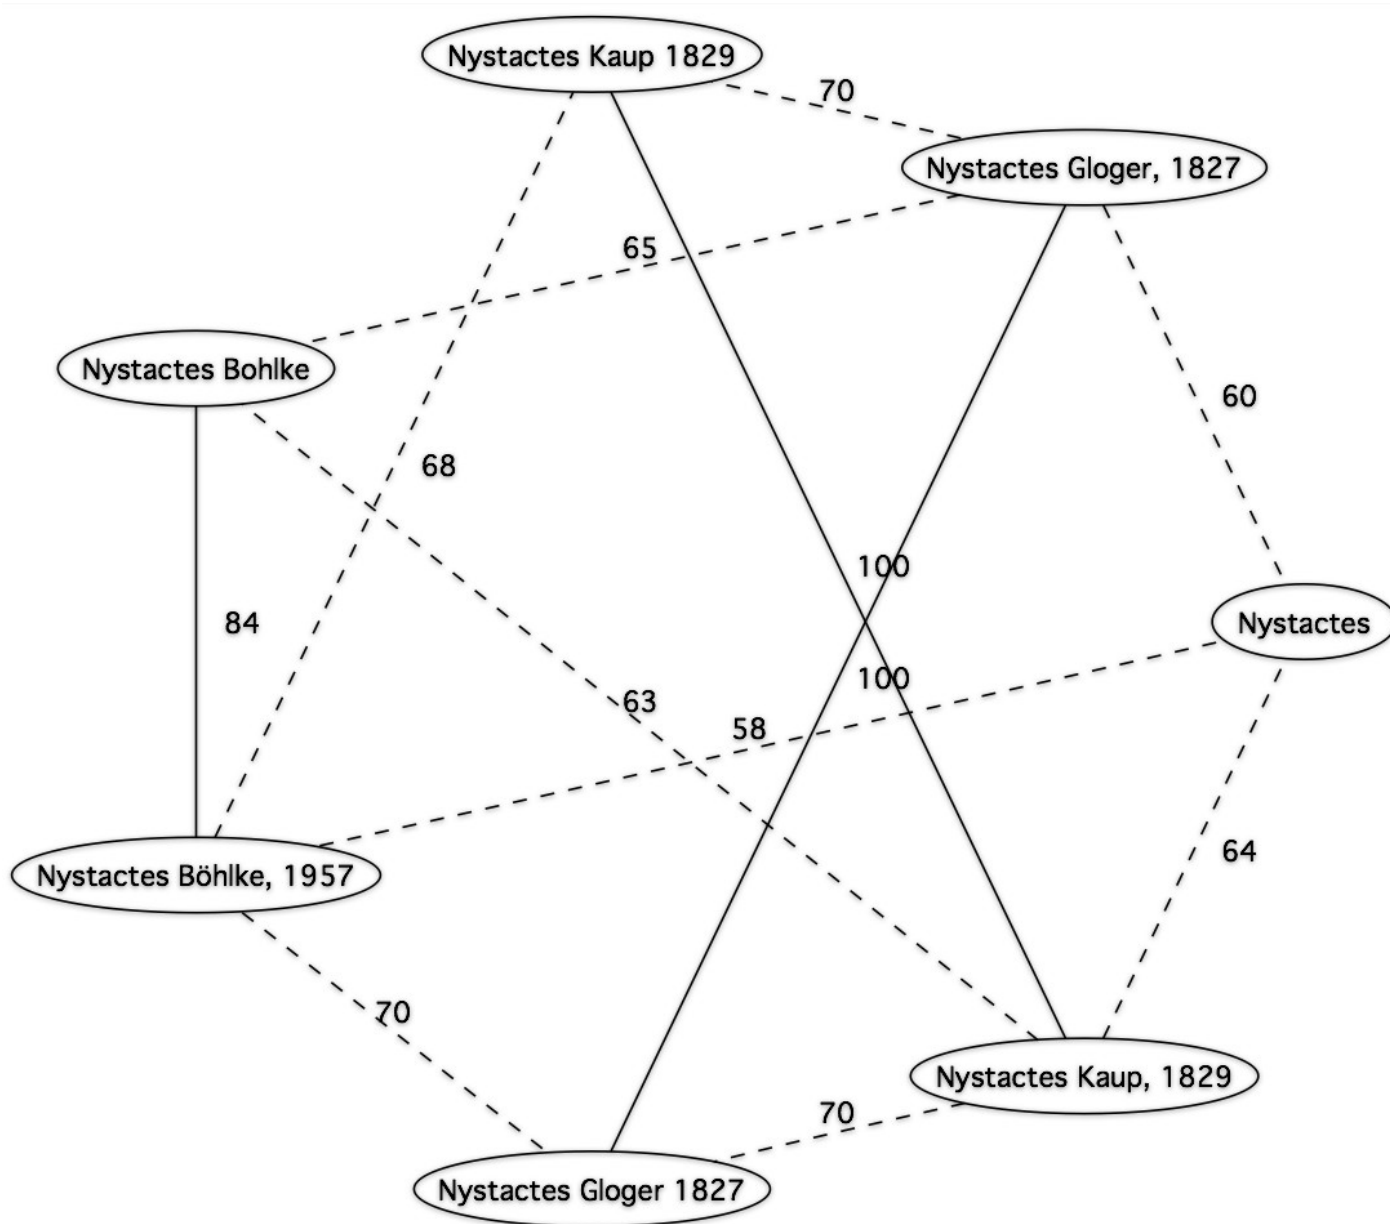 Nystactes Kaup 1829
70
Nystactes Gloger, 1827
65
Nystactes Bohlke
60
68
100
84
Nystactes
100
63
58
64
Nystactes Böhlke, 1957
70
Nystactes Kaup, 1829
70
Nystactes Gloger 1827